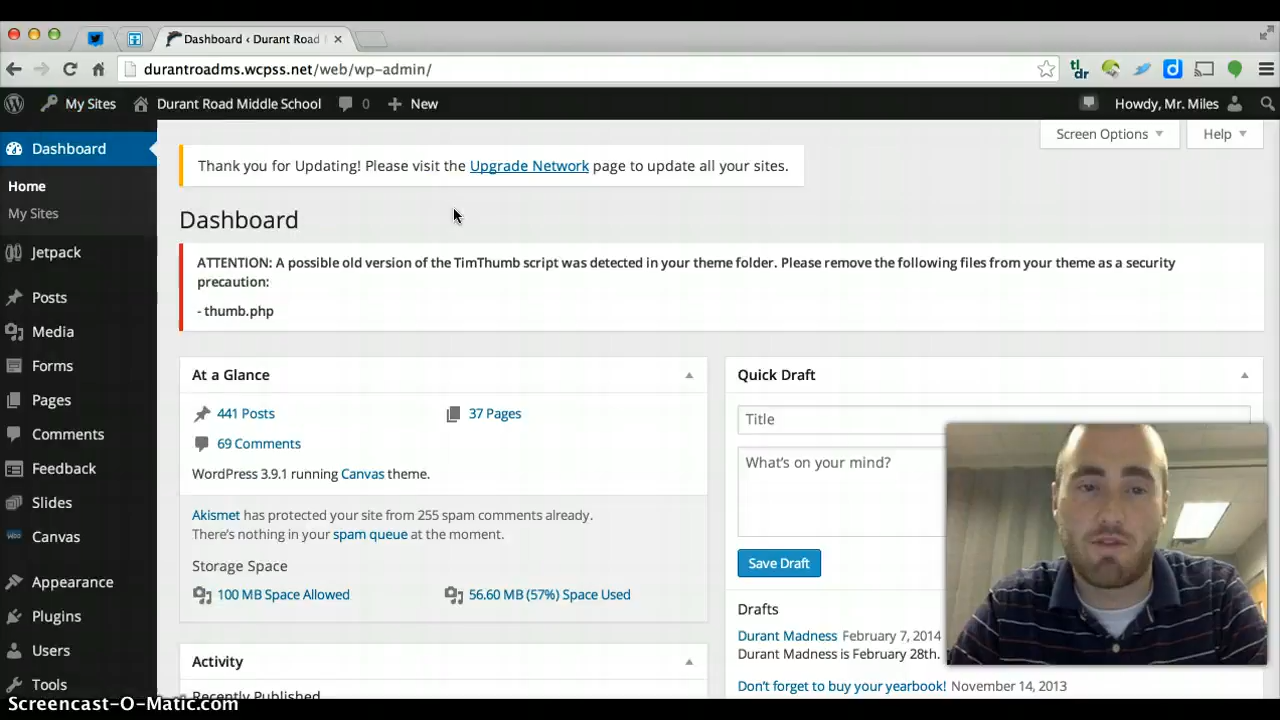 Dashboard ‹ Durant Road
durantroadms.wcpss.net/web/wp-admin/
tl;dr
My Sites
Durant Road Middle School
0
New
Howdy, Mr. Miles
Dashboard
Home
My Sites
Jetpack
Posts
Media
Forms
Pages
Comments
Feedback
Slides
Canvas
Appearance
Plugins
Users
Tools
Screen Options
Help
Thank you for Updating! Please visit the Upgrade Network page to update all your sites.
Dashboard
ATTENTION: A possible old version of the TimThumb script was detected in your theme folder. Please remove the following files from your theme as a security
precaution:
- thumb.php
At a Glance
441 Posts
37 Pages
69 Comments
WordPress 3.9.1 running Canvas theme.
Akismet has protected your site from 255 spam comments already.
There's nothing in your spam queue at the moment.
Storage Space
100 MB Space Allowed
56.60 MB (57%) Space Used
Activity
Recently Published
Quick Draft
Title
What's on your mind?
Save Draft
Drafts
Durant Madness February 7, 2014
Durant Madness is February 28th.
Don't forget to buy your yearbook! November 14, 2013
Screencast-O-Matic.com